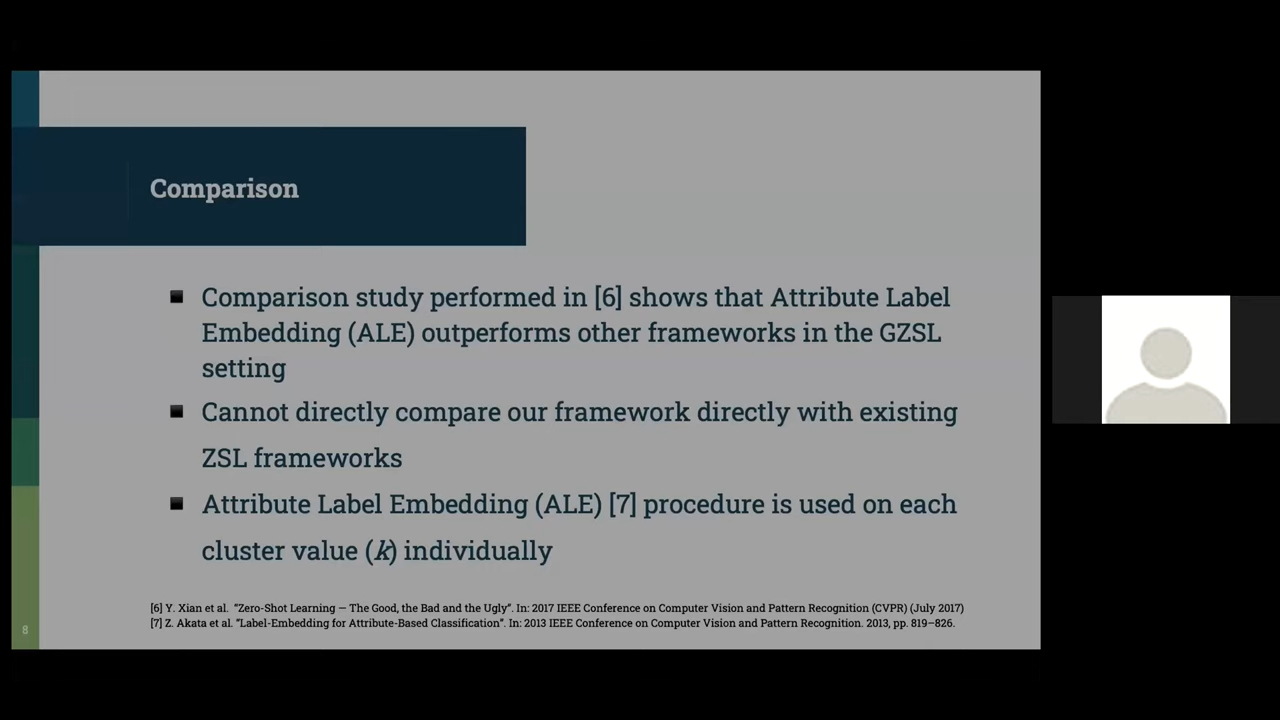 Comparison
Comparison study performed in [6] shows that Attribute Label
Embedding (ALE) outperforms other frameworks in the GZSL
setting
Cannot directly compare our framework directly with existing
ZSL frameworks
Attribute Label Embedding (ALE) [7] procedure is used on each
cluster value (k) individually
[6] Y. Xian et al. “Zero-Shot Learning — The Good, the Bad and the Ugly”. In: 2017 IEEE Conference on Computer Vision and Pattern Recognition (CVPR) (July 2017)
[7] Z. Akata et al. “Label-Embedding for Attribute-Based Classification”. In: 2013 IEEE Conference on Computer Vision and Pattern Recognition. 2013, pp. 819–826.
8